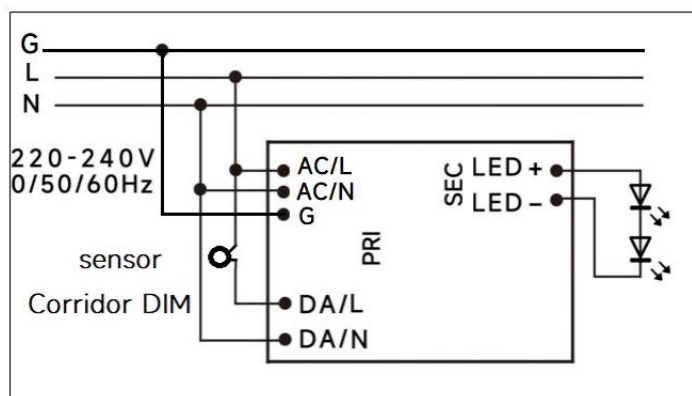 G
L
N
220-240V
0/50/60Hz
AC/L
AC/N
G
PRI
SEC
LED +
LED -
sensor
Corridor DIM
DA/L
DA/N